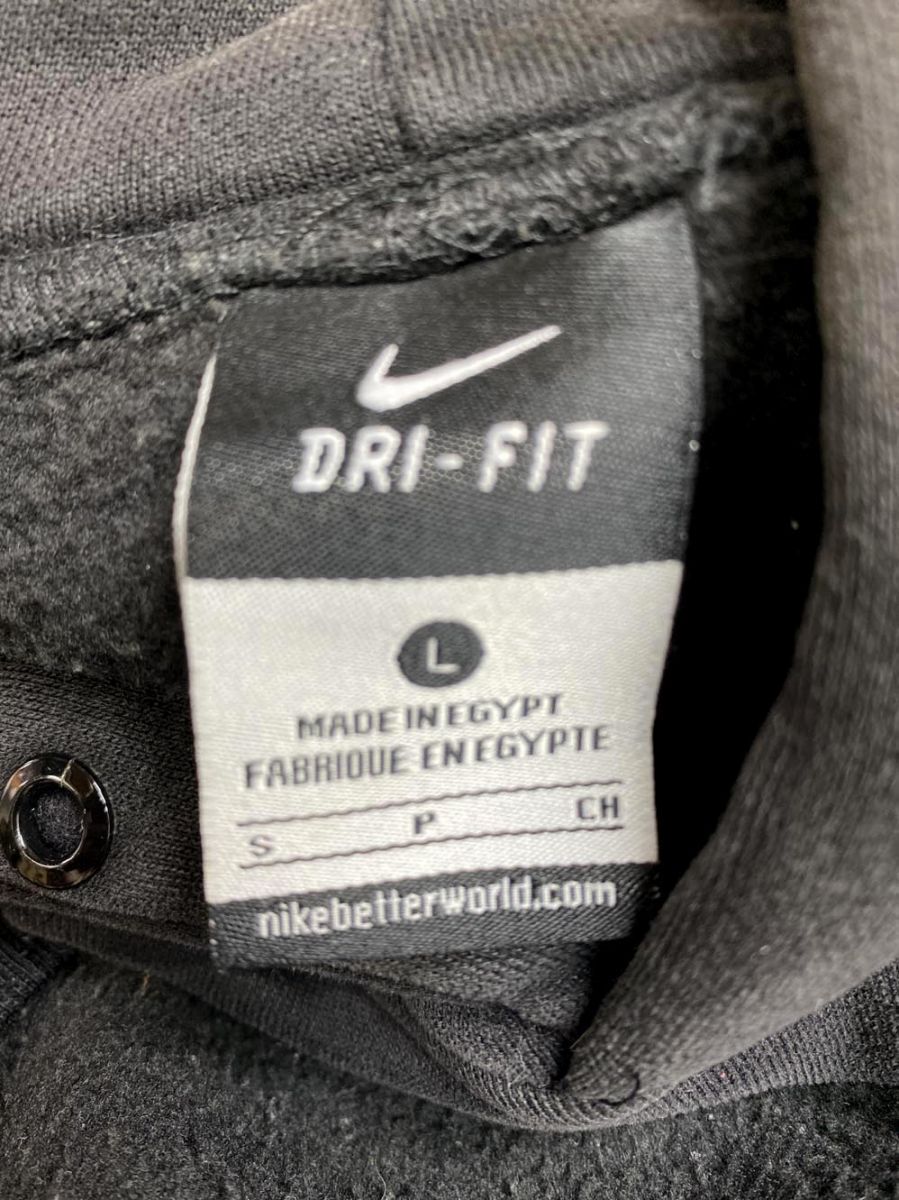 DRI-FIT
L
MADE IN EGYPT
FABRIQUE EN EGYPTE
S P CH
nikebetterworld.com